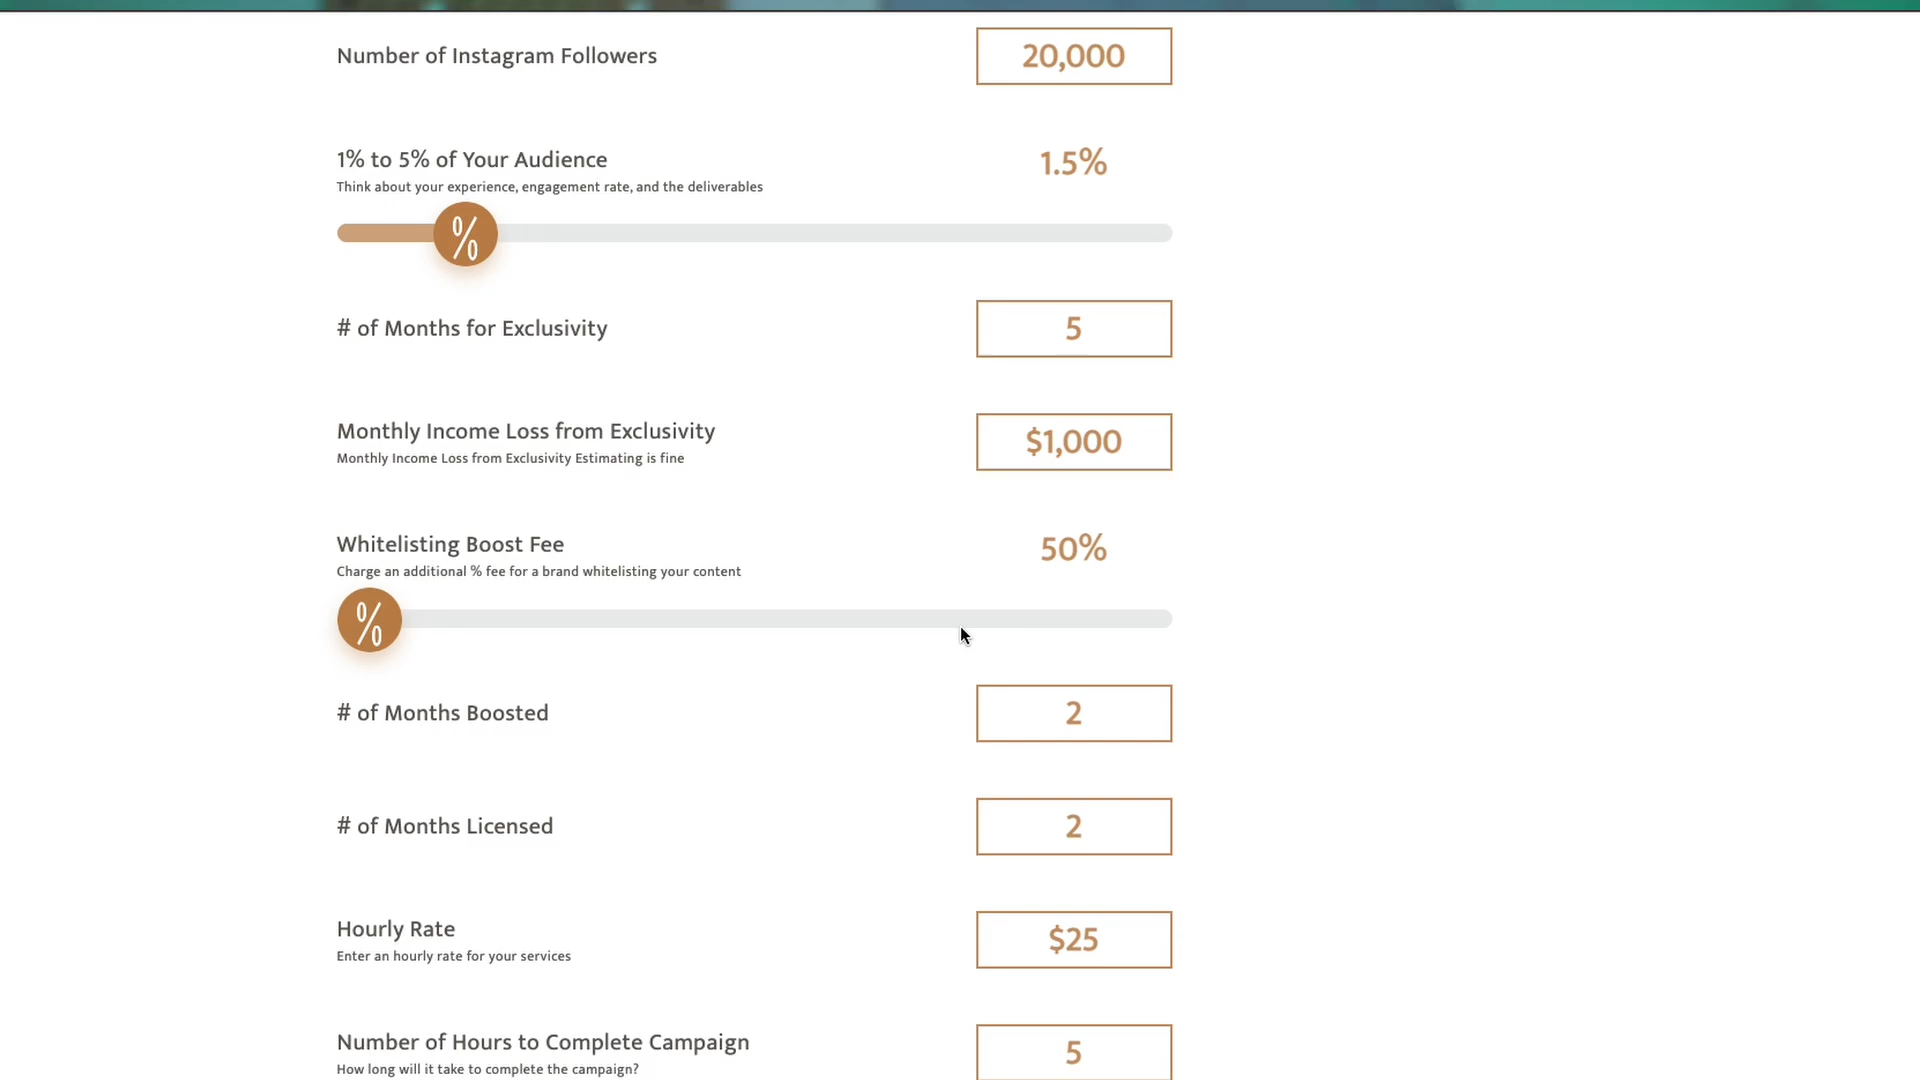 Number of Instagram Followers
20,000
1% to 5% of Your Audience
1.5%
Think about your experience, engagement rate, and the deliverables
%
# of Months for Exclusivity
5
Monthly Income Loss from Exclusivity
$1,000
Monthly Income Loss from Exclusivity Estimating is fine
Whitelisting Boost Fee
50%
Charge an additional % fee for a brand whitelisting your content
%
# of Months Boosted
2
# of Months Licensed
2
Hourly Rate
$25
Enter an hourly rate for your services
Number of Hours to Complete Campaign
5
How long will it take to complete the campaign?